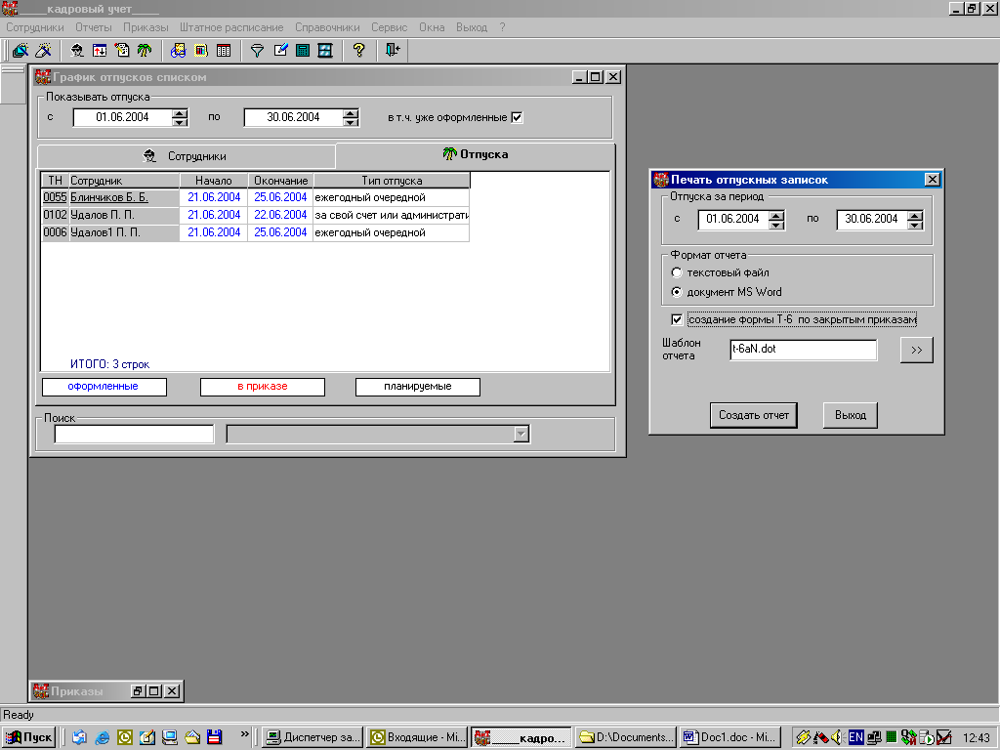 _____кадровый учет_____
Сотрудники Отчеты Приказы Штатное расписание Справочники Сервис Окна Выход ?
График отпусков списком
Показывать отпуска
с 01.06.2004 по 30.06.2004 в т.ч. уже оформленные
Сотрудники Отпуска
ТН Сотрудник Начало Окончание Тип отпуска
0055 Блинчиков Б. Б. 21.06.2004 25.06.2004 ежегодный очередной
0102 Удалов П. П. 21.06.2004 22.06.2004 за свой счет или администрати
0006 Удалов1 П. П. 21.06.2004 25.06.2004 ежегодный очередной
ИТОГО: 3 строк
оформленные в приказе планируемые
Поиск
Печать отпускных записок
Отпуска за период
с 01.06.2004 по 30.06.2004
Формат отчета
текстовый файл
документ MS Word
создание формы Т-6 по закрытым приказам
Шаблон
отчета
t-6aN.dot >>
Создать отчет Выход
Приказы
Ready
Пуск » Диспетчер за... Входящие - Mi... _____кадро... D:\Documents... Doc1.doc - Mi... EN 12:43